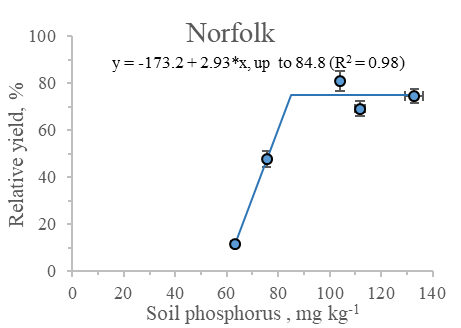 Norfolk
y = -173.2 + 2.93*x, up to 84.8 (R² = 0.98)
100
80
60
40
20
0
Relative yield, %
0 20 40 60 80 100 120 140
Soil phosphorus , mg kg⁻¹